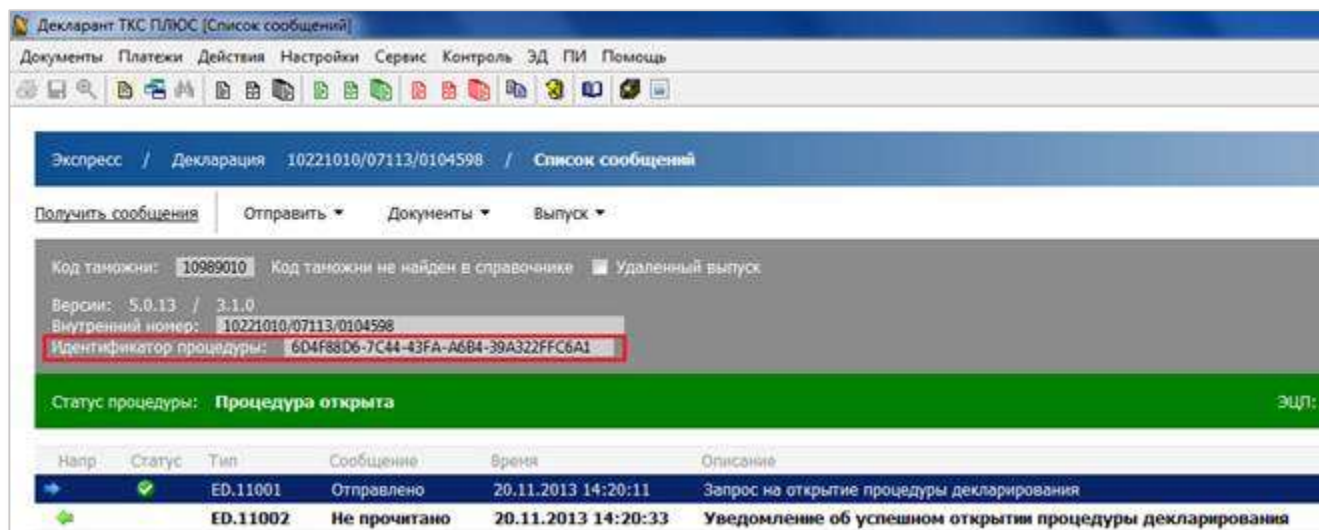 Декларант ТКС ПЛЮС [Список сообщений]
Документы Платежи Действия Настройки Сервис Контроль ЭД ПИ Помощь
Экспресс / Декларация 10221010/07113/0104598 / Список сообщений
Получить сообщения Отправить Документы Выпуск
Код таможни: 10989010 Код таможни не найден в справочнике Удаленный выпуск
Версии: 5.0.13 / 3.1.0
Внутренний номер: 10221010/07113/0104598
Идентификатор процедуры: 6D4F88D6-7C44-43FA-A6B4-39A322FFC6A1
Статус процедуры: Процедура открыта ЭЦП:
Напр Статус Тип Сообщение Время Описание
ED.11001 Отправлено 20.11.2013 14:20:11 Запрос на открытие процедуры декларирования
ED.11002 Не прочитано 20.11.2013 14:20:33 Уведомление об успешном открытии процедуры декларирования